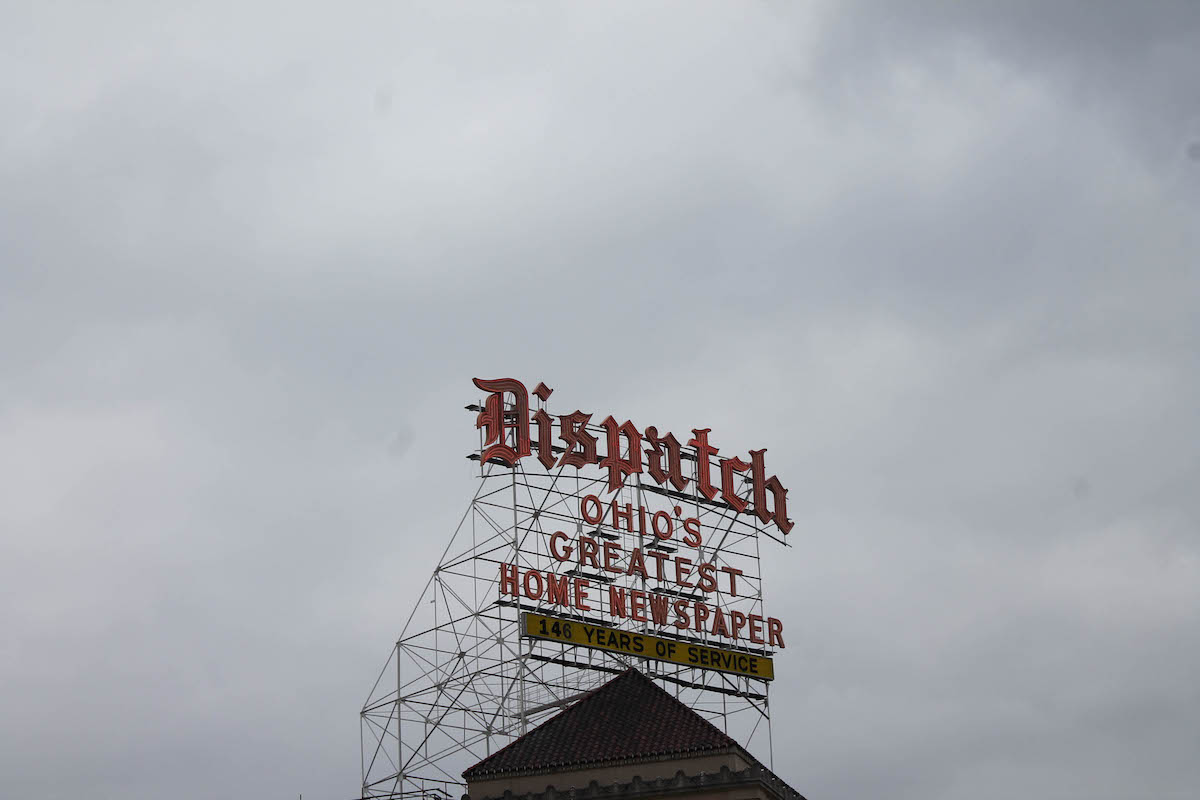 Dispatch
OHIO'S
GREATEST
HOME NEWSPAPER
146 YEARS OF SERVICE